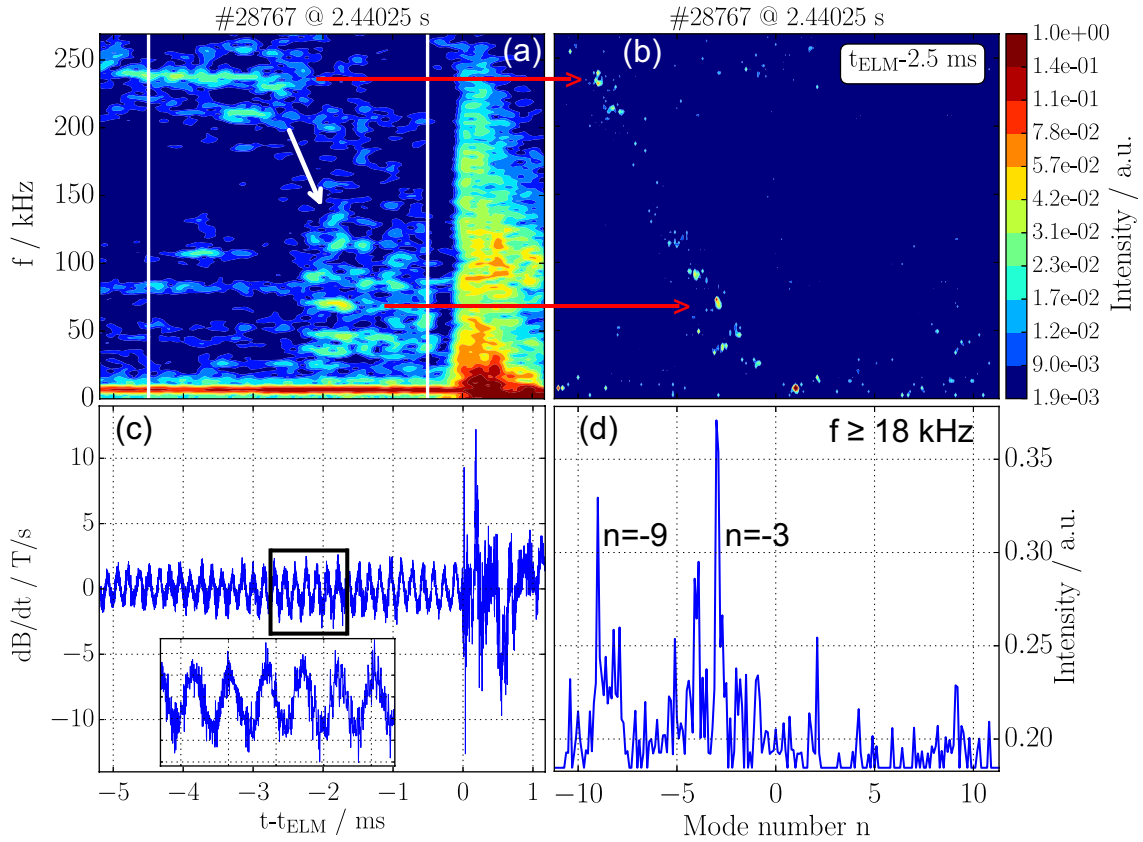 #28767 @ 2.44025 s
#28767 @ 2.44025 s
(a)
(b)
t_ELM-2.5 ms
250
200
150
100
50
0
f / kHz
1.0e+00
1.4e-01
1.1e-01
7.8e-02
5.7e-02
4.2e-02
3.1e-02
2.3e-02
1.7e-02
1.2e-02
9.0e-03
1.9e-03
Intensity / a.u.
(c)
10
5
0
−5
−10
dB/dt / T/s
−5 −4 −3 −2 −1 0 1
t-t_ELM / ms
(d)
f ≥ 18 kHz
n=-9
n=-3
0.35
0.30
0.25
0.20
Intensity / a.u.
−10 −5 0 5 10
Mode number n